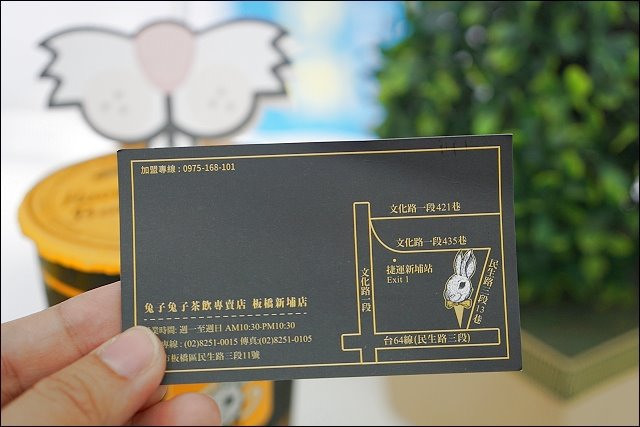 加盟專線：0975-168-101
文化路一段421巷
文化路一段435巷
捷運新埔站
Exit 1
文化路一段
民生路三段13巷
台64線(民生路三段)
兔子兔子茶飲專賣店 板橋新埔店
時間: 週一至週日 AM10:30-PM10:30
專線：(02)8251-0015 傳真:(02)8251-0105
市板橋區民生路三段11號